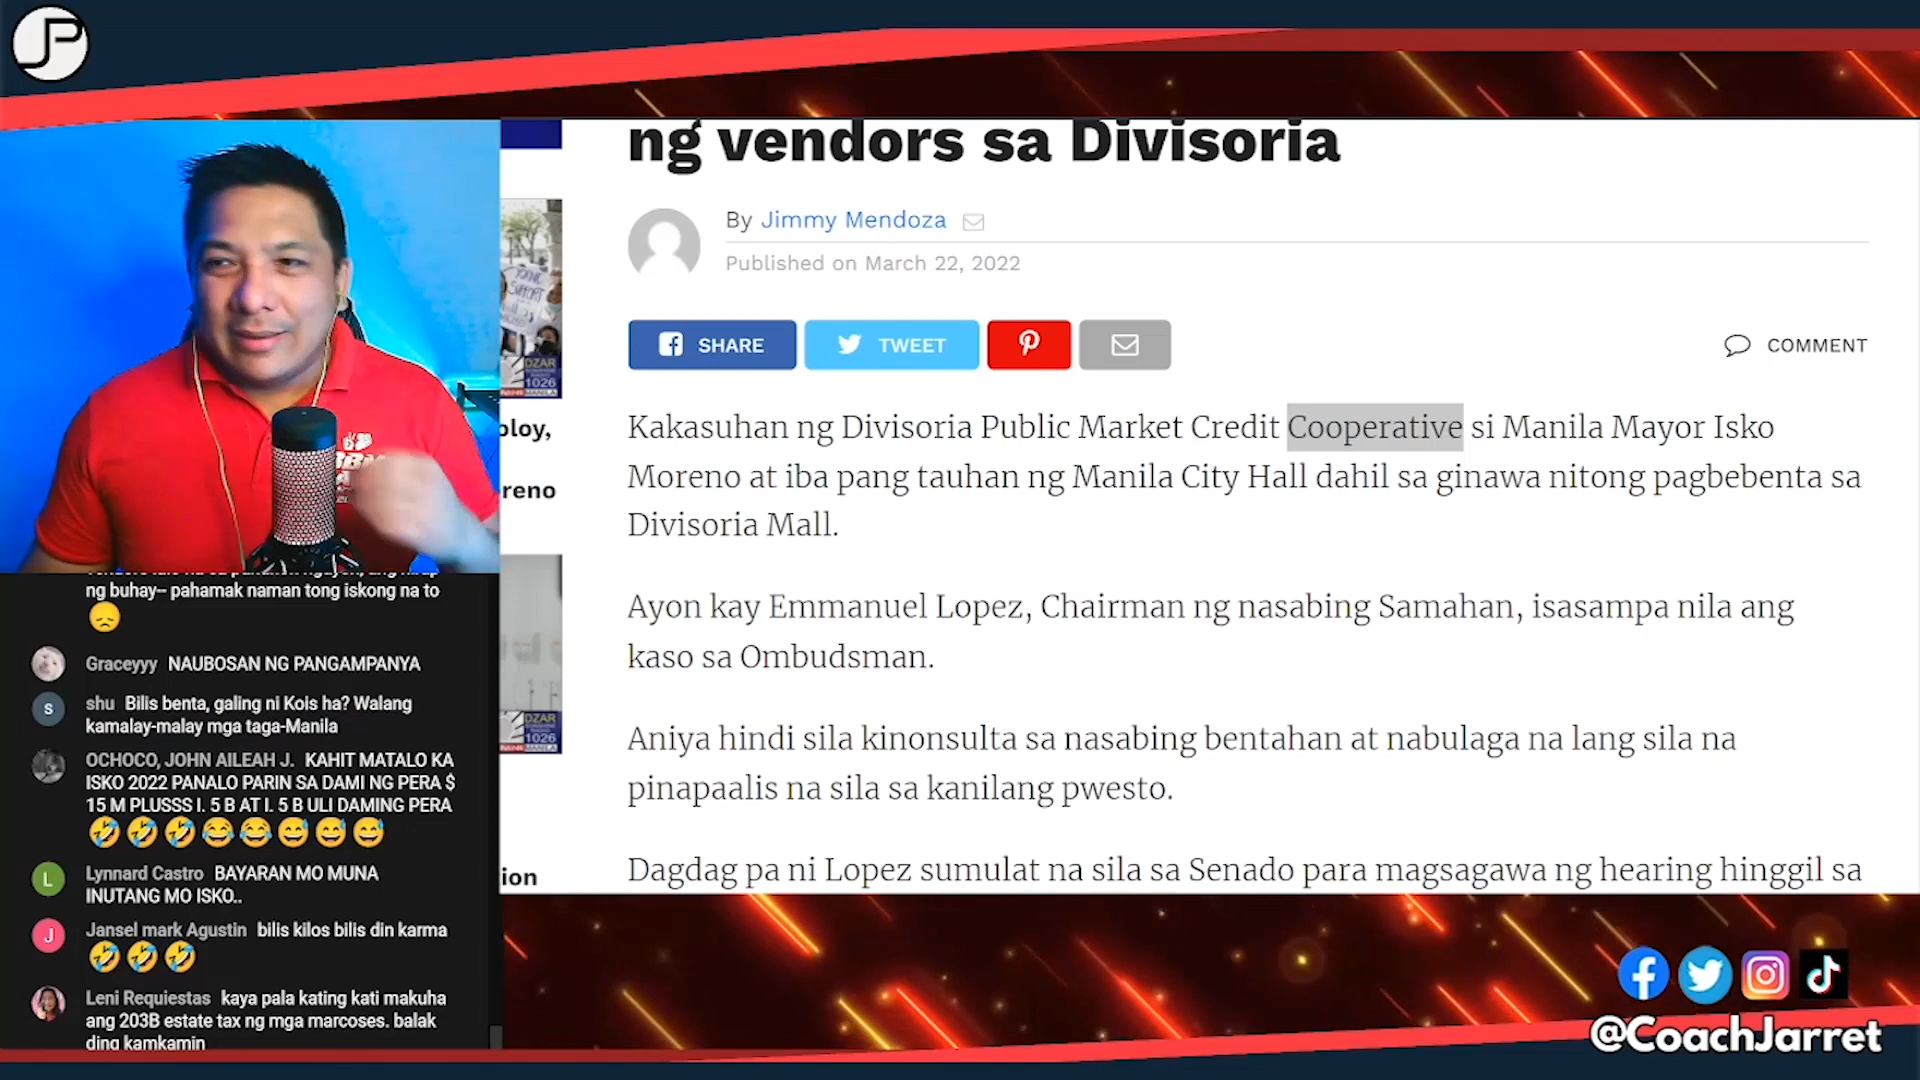 JP
ng vendors sa Divisoria
By Jimmy Mendoza
Published on March 22, 2022
SHARE
TWEET
COMMENT
Kakasuhan ng Divisoria Public Market Credit Cooperative si Manila Mayor Isko
Moreno at iba pang tauhan ng Manila City Hall dahil sa ginawa nitong pagbebenta sa
Divisoria Mall.
Ayon kay Emmanuel Lopez, Chairman ng nasabing Samahan, isasampa nila ang
kaso sa Ombudsman.
Aniya hindi sila kinonsulta sa nasabing bentahan at nabulaga na lang sila na
pinapaalis na sila sa kanilang pwesto.
Dagdag pa ni Lopez sumulat na sila sa Senado para magsagawa ng hearing hinggil sa
SUPPORT
DZAR
1026
loy,
reno
DZAR
1026
ion
ng buhay-- pahamak naman tong iskong na to
😞
Graceyyy NAUBOSAN NG PANGAMPANYA
S
shu Bilis benta, galing ni Kois ha? Walang
kamalay-malay mga taga-Manila
OCHOCO, JOHN AILEAH J. KAHIT MATALO KA
ISKO 2022 PANALO PARIN SA DAMI NG PERA $
15 M PLUSSS I. 5 B AT I. 5 B ULI DAMING PERA
🤣🤣🤣😂😂😅😅😅
L
Lynnard Castro BAYARAN MO MUNA
INUTANG MO ISKO..
J
Jansel mark Agustin bilis kilos bilis din karma
🤣🤣🤣
Leni Requiestas kaya pala kating kati makuha
ang 203B estate tax ng mga marcoses. balak
ding kamkamin
@CoachJarret